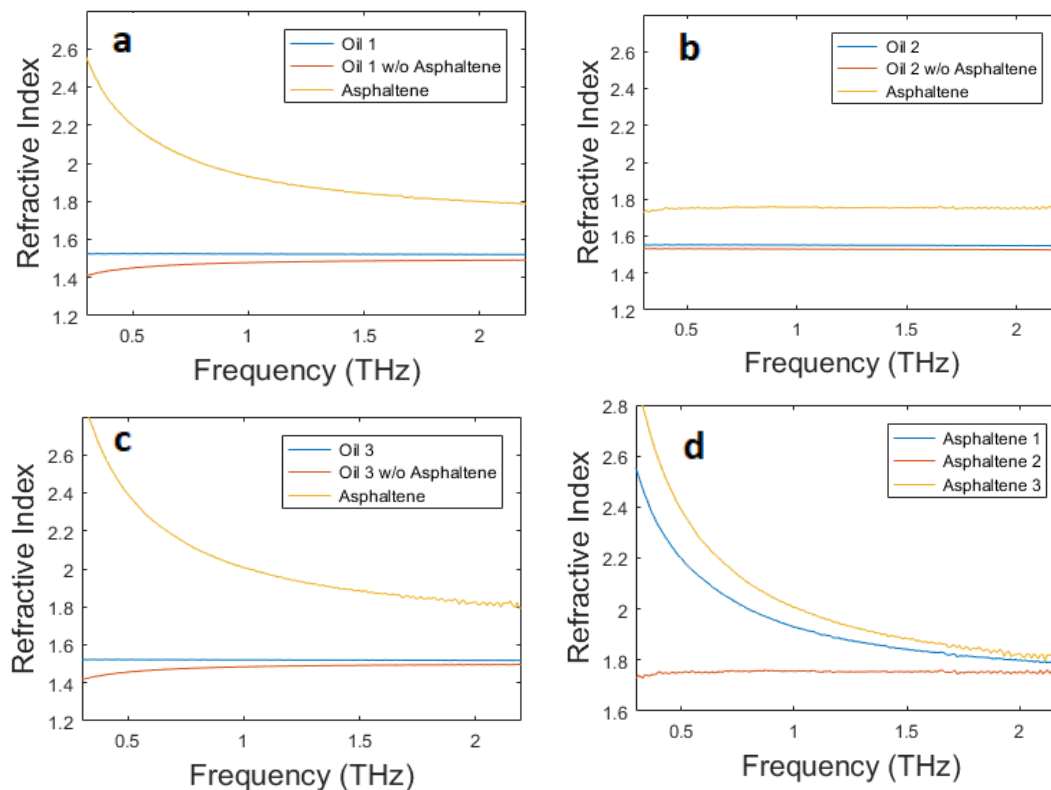 a
Oil 1
Oil 1 w/o Asphaltene
Asphaltene
2.6
2.4
2.2
2
1.8
1.6
1.4
1.2
Refractive Index
0.5
1
1.5
2
Frequency (THz)
b
Oil 2
Oil 2 w/o Asphaltene
Asphaltene
2.6
2.4
2.2
2
1.8
1.6
1.4
1.2
Refractive Index
0.5
1
1.5
2
Frequency (THz)
c
Oil 3
Oil 3 w/o Asphaltene
Asphaltene
2.6
2.4
2.2
2
1.8
1.6
1.4
1.2
Refractive Index
0.5
1
1.5
2
Frequency (THz)
d
Asphaltene 1
Asphaltene 2
Asphaltene 3
2.8
2.6
2.4
2.2
2
1.8
1.6
Refractive Index
0.5
1
1.5
2
Frequency (THz)